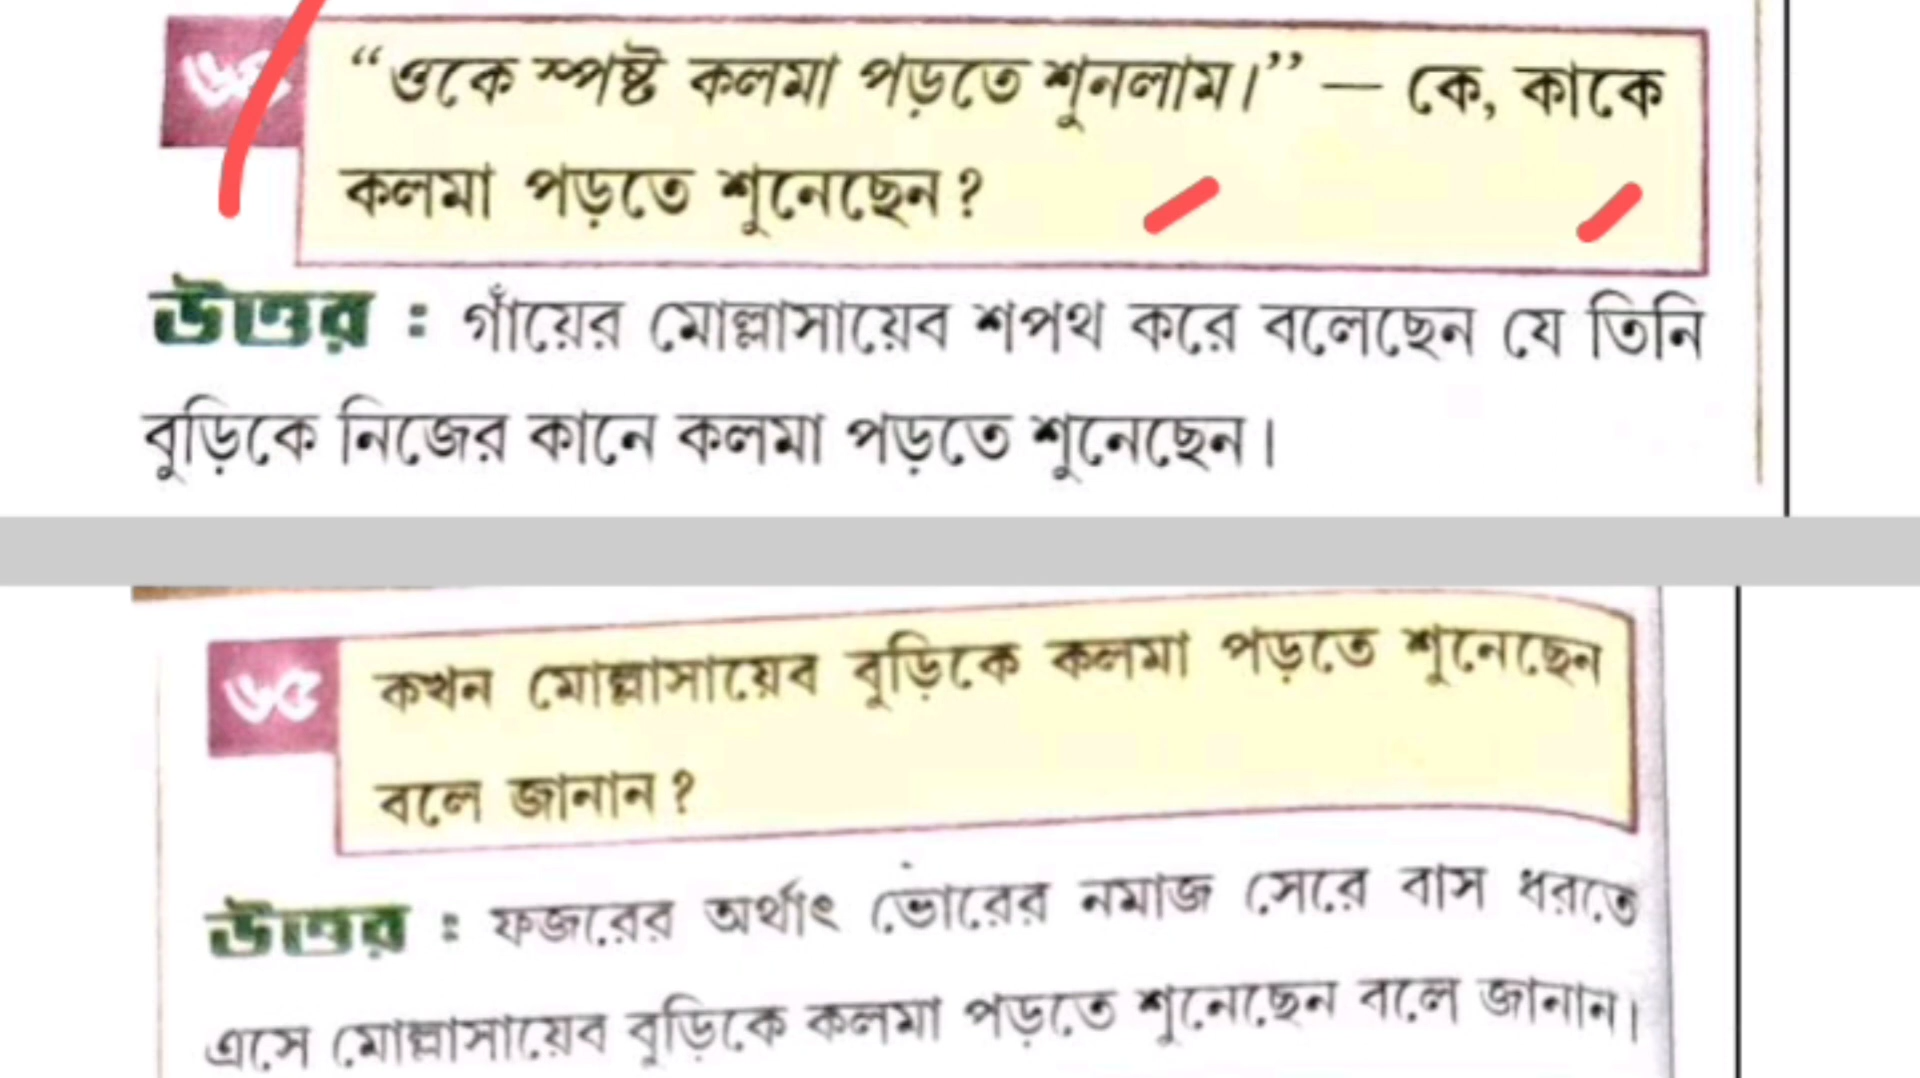 “ওকে স্পষ্ট কলমা পড়তে শুনলাম।” — কে, কাকে
কলমা পড়তে শুনেছেন?
উত্তর : গাঁয়ের মোল্লাসায়েব শপথ করে বলেছেন যে তিনি
বুড়িকে নিজের কানে কলমা পড়তে শুনেছেন।
৬৫ কখন মোল্লাসায়েব বুড়িকে কলমা পড়তে শুনেছেন
বলে জানান?
উত্তর : ফজরের অর্থাৎ ভোরের নমাজ সেরে বাস ধরতে
এসে মোল্লাসায়েব বুড়িকে কলমা পড়তে শুনেছেন বলে জানান।